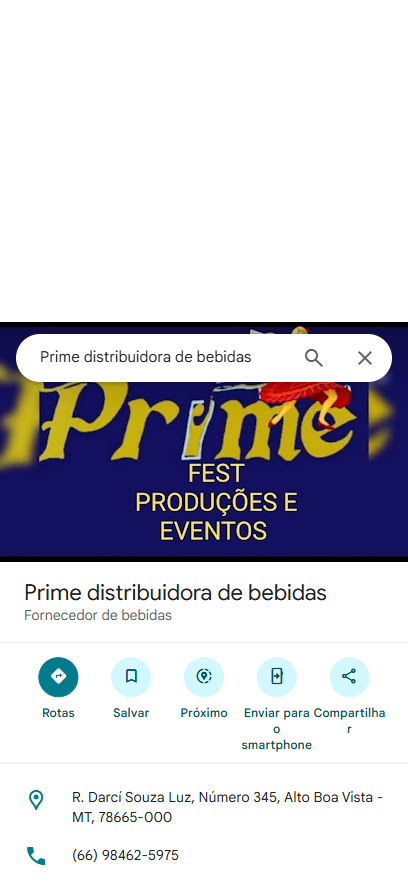 Prime distribuidora de bebidas
Prime
FEST
PRODUÇÕES E
EVENTOS
Prime distribuidora de bebidas
Fornecedor de bebidas
Rotas
Salvar
Próximo
Enviar para
o
smartphone
Compartilha
r
R. Darcí Souza Luz, Número 345, Alto Boa Vista -
MT, 78665-000
(66) 98462-5975